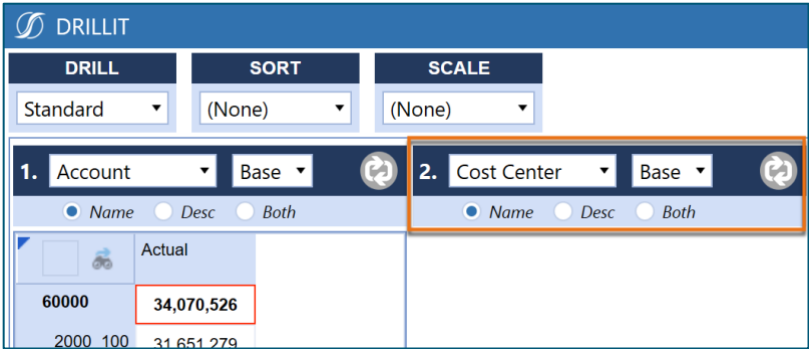 DRILLIT
DRILL SORT SCALE
Standard (None) (None)
1. Account Base 2. Cost Center Base
Name Desc Both Name Desc Both
Actual
60000 34,070,526
2000_100 31,651,279